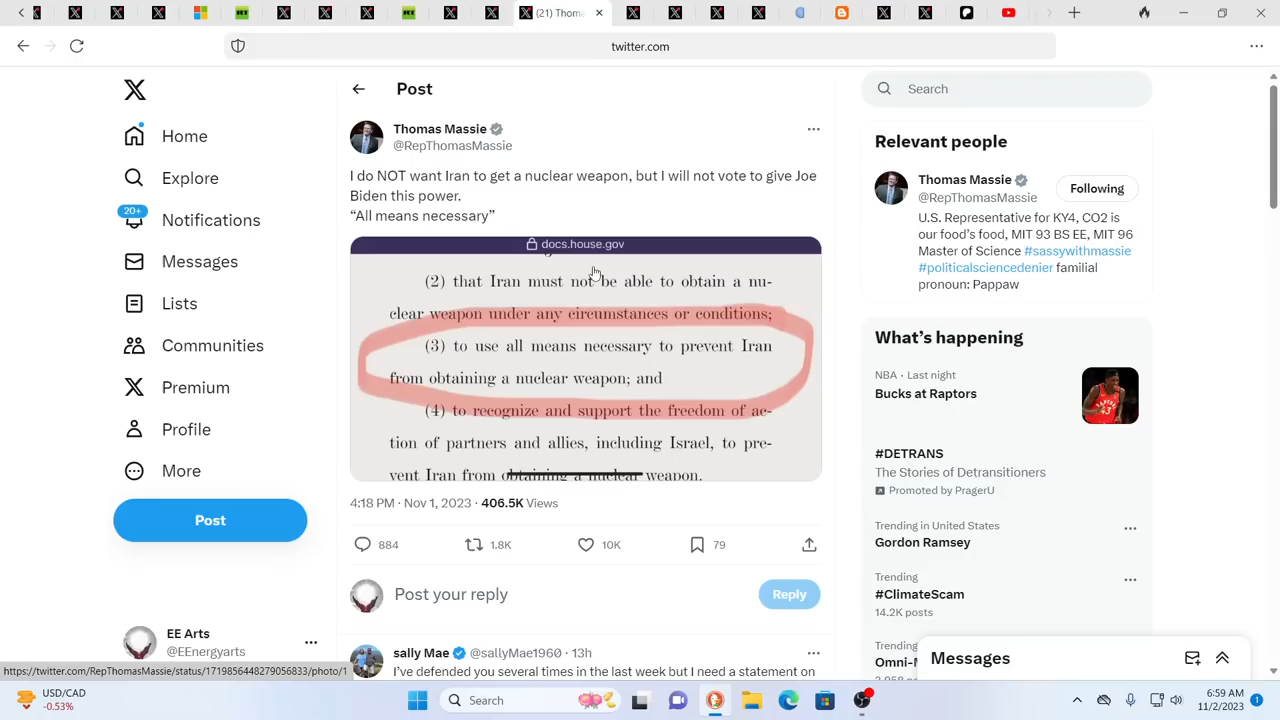 (21) Thoma
twitter.com
Post
Search
Home
Explore
20+
Notifications
Messages
Lists
Communities
Premium
Profile
More
Post
EE Arts
@EEnergyarts
Thomas Massie
@RepThomasMassie
I do NOT want Iran to get a nuclear weapon, but I will not vote to give Joe
Biden this power.
“All means necessary”
docs.house.gov
(2) that Iran must not be able to obtain a nu-
clear weapon under any circumstances or conditions;
(3) to use all means necessary to prevent Iran
from obtaining a nuclear weapon; and
(4) to recognize and support the freedom of ac-
tion of partners and allies, including Israel, to pre-
vent Iran from obtaining a nuclear weapon.
4:18 PM · Nov 1, 2023 · 406.5K Views
884
1.8K
10K
79
Post your reply
Reply
sally Mae @sallyMae1960 · 13h
I've defended you several times in the last week but I need a statement on
Relevant people
Thomas Massie
@RepThomasMassie
Following
U.S. Representative for KY4, CO2 is
our food's food, MIT 93 BS EE, MIT 96
Master of Science #sassywithmassie
#politicalsciencedenier familial
pronoun: Pappaw
What's happening
NBA · Last night
Bucks at Raptors
#DETRANS
The Stories of Detransitioners
Promoted by PragerU
Trending in United States
Gordon Ramsey
Trending
#ClimateScam
14.2K posts
Trending
Messages
https://twitter.com/RepThomasMassie/status/1719856448279056833/photo/1
USD/CAD
-0.53%
Search
6:59 AM
11/2/2023
1